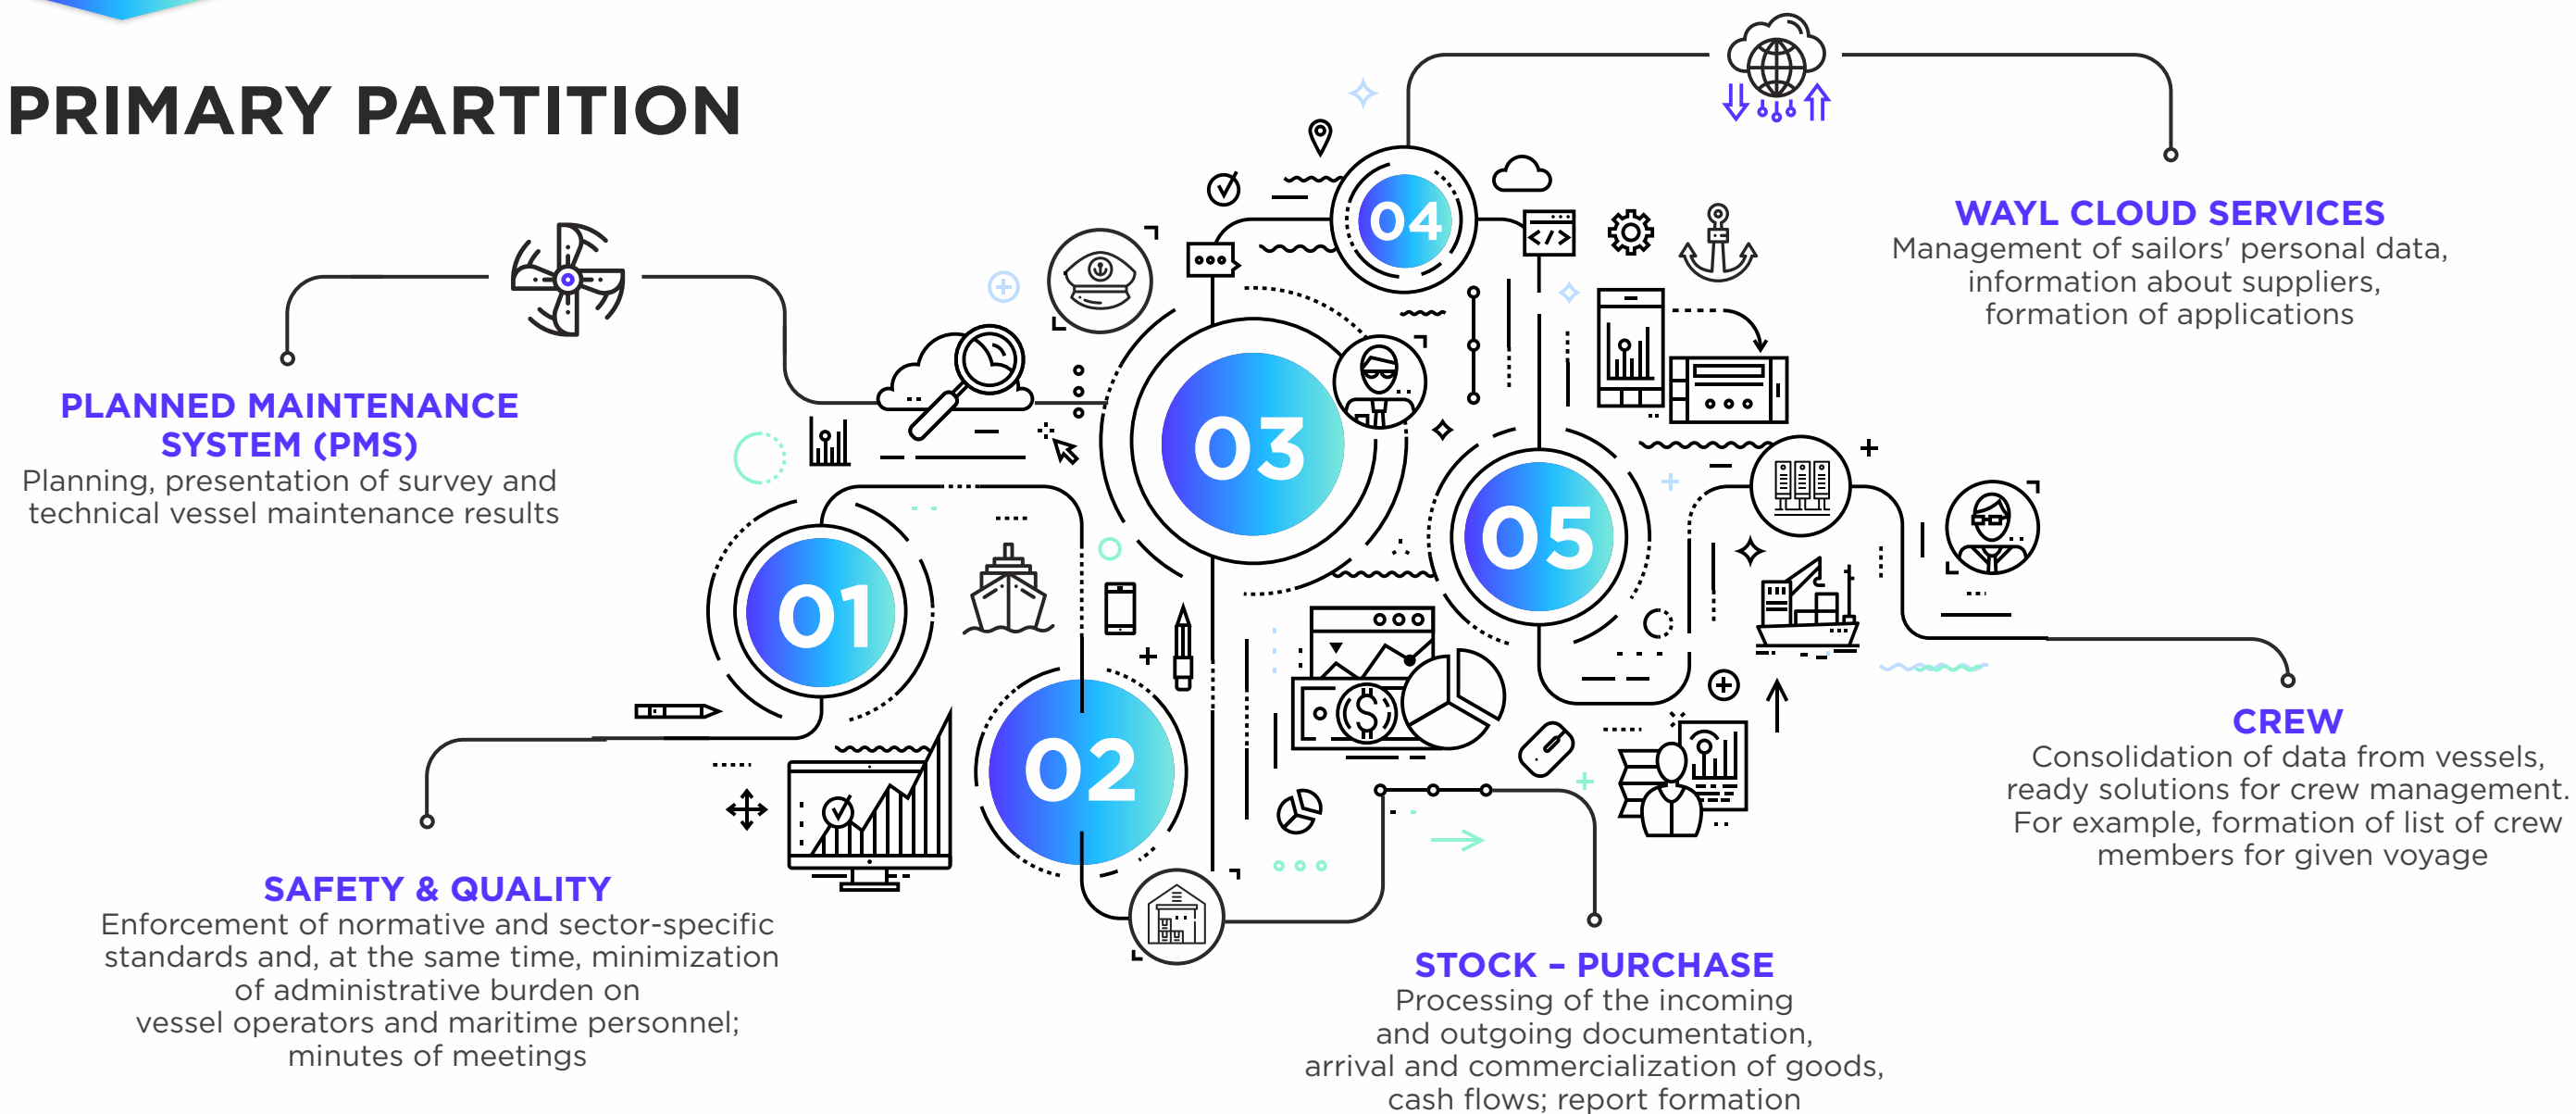 PRIMARY PARTITION
04
WAYL CLOUD SERVICES
Management of sailors' personal data,
information about suppliers,
formation of applications
PLANNED MAINTENANCE
SYSTEM (PMS)
Planning, presentation of survey and
technical vessel maintenance results
03
05
01
02
CREW
Consolidation of data from vessels,
ready solutions for crew management.
For example, formation of list of crew
members for given voyage
SAFETY & QUALITY
Enforcement of normative and sector-specific
standards and, at the same time, minimization
of administrative burden on
vessel operators and maritime personnel;
minutes of meetings
STOCK – PURCHASE
Processing of the incoming
and outgoing documentation,
arrival and commercialization of goods,
cash flows; report formation